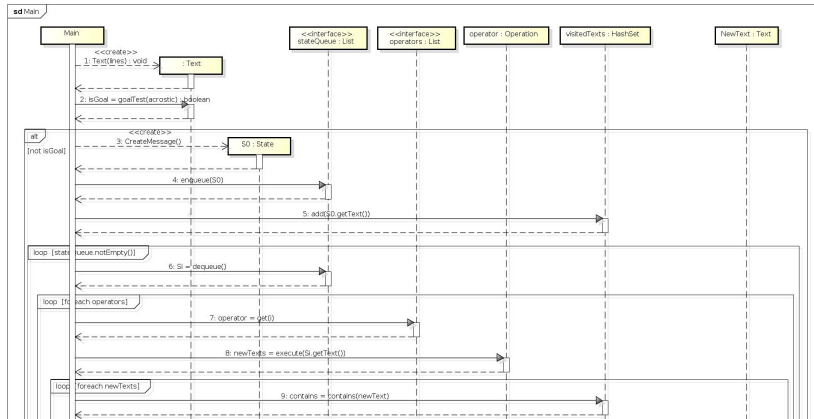 sd Main
Main
<<interface>>
stateQueue : List
<<interface>>
operators : List
operator : Operation
visitedTexts : HashSet
NewText : Text
<<create>>
1: Text(lines) : void
: Text
2: isGoal = goalTest(acrostic) : boolean
alt
[not isGoal]
<<create>>
3: CreateMessage()
S0 : State
4: enqueue(S0)
5: add(S0.getText())
loop [stateQueue.notEmpty()]
6: Si = dequeue()
loop [foreach operators]
7: operator = get(i)
8: newTexts = execute(Si.getText())
loop [foreach newTexts]
9: contains = contains(newText)